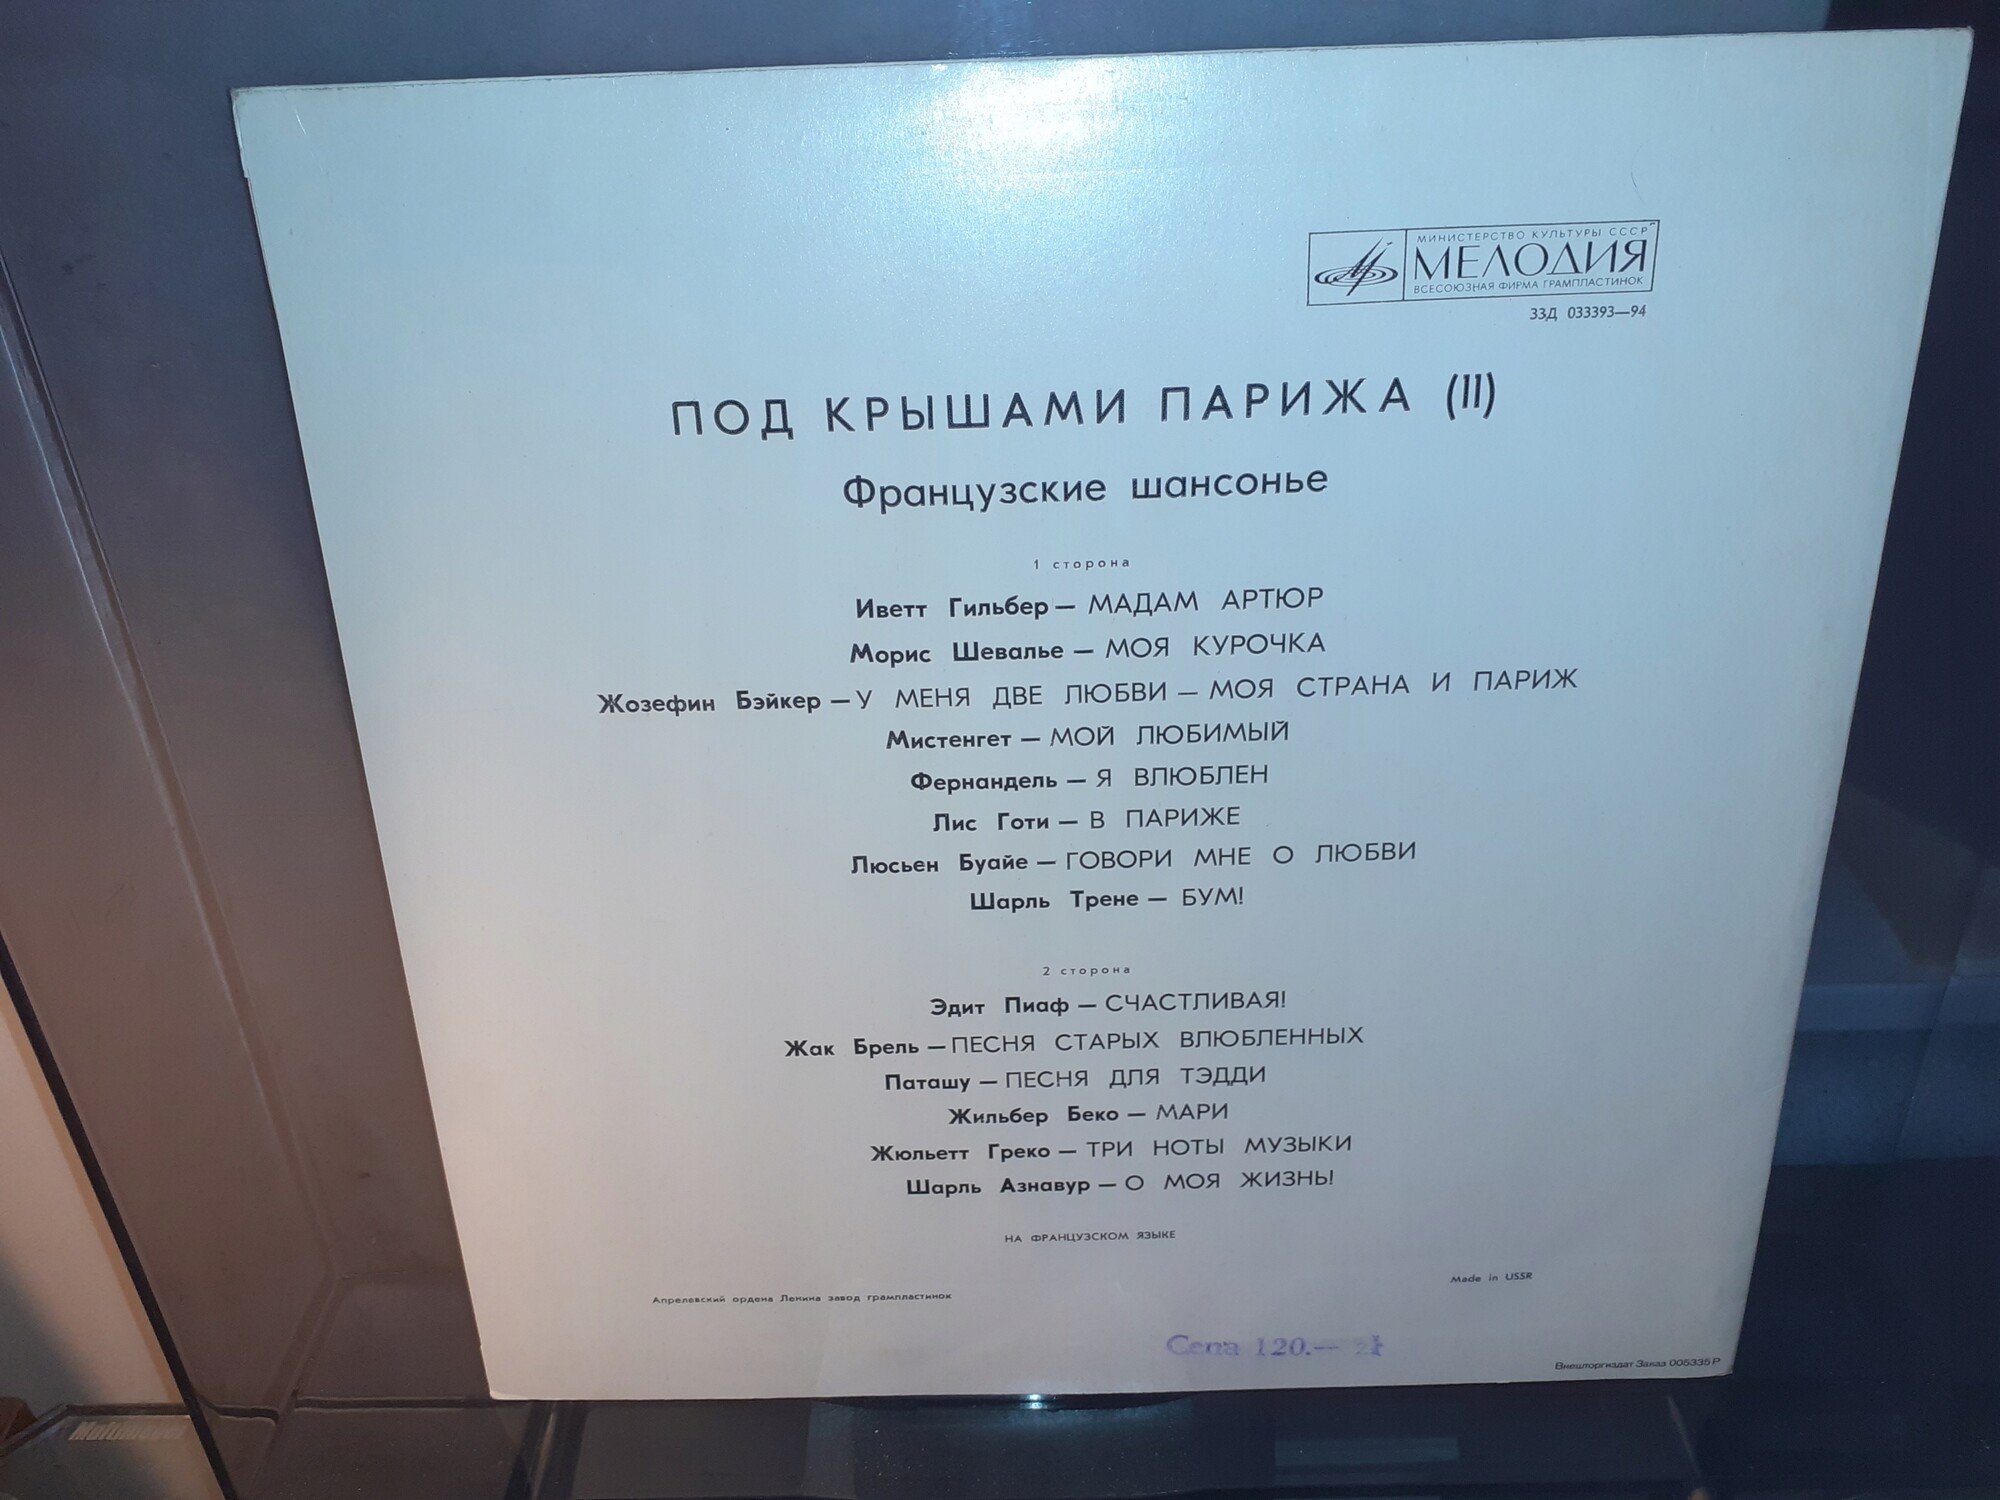 МИНИСТЕРСТВО КУЛЬТУРЫ СССР
МЕЛОДИЯ
ВСЕСОЮЗНАЯ ФИРМА ГРАМПЛАСТИНОК
33Д 033393—94
ПОД КРЫШАМИ ПАРИЖА (II)
Французские шансонье
1 сторона
Иветт Гильбер — МАДАМ АРТЮР
Морис Шевалье — МОЯ КУРОЧКА
Жозефин Бэйкер — У МЕНЯ ДВЕ ЛЮБВИ — МОЯ СТРАНА И ПАРИЖ
Мистенгет — МОЙ ЛЮБИМЫЙ
Фернандель — Я ВЛЮБЛЕН
Лис Готи — В ПАРИЖЕ
Люсьен Буайе — ГОВОРИ МНЕ О ЛЮБВИ
Шарль Трене — БУМ!
2 сторона
Эдит Пиаф — СЧАСТЛИВАЯ!
Жак Брель — ПЕСНЯ СТАРЫХ ВЛЮБЛЕННЫХ
Паташу — ПЕСНЯ ДЛЯ ТЭДДИ
Жильбер Беко — МАРИ
Жюльетт Греко — ТРИ НОТЫ МУЗЫКИ
Шарль Азнавур — О МОЯ ЖИЗНЬ!
НА ФРАНЦУЗСКОМ ЯЗЫКЕ
Made in USSR
Апрелевский ордена Ленина завод грампластинок
Cena 120.— zł
Внешторгиздат Заказ 005335 Р